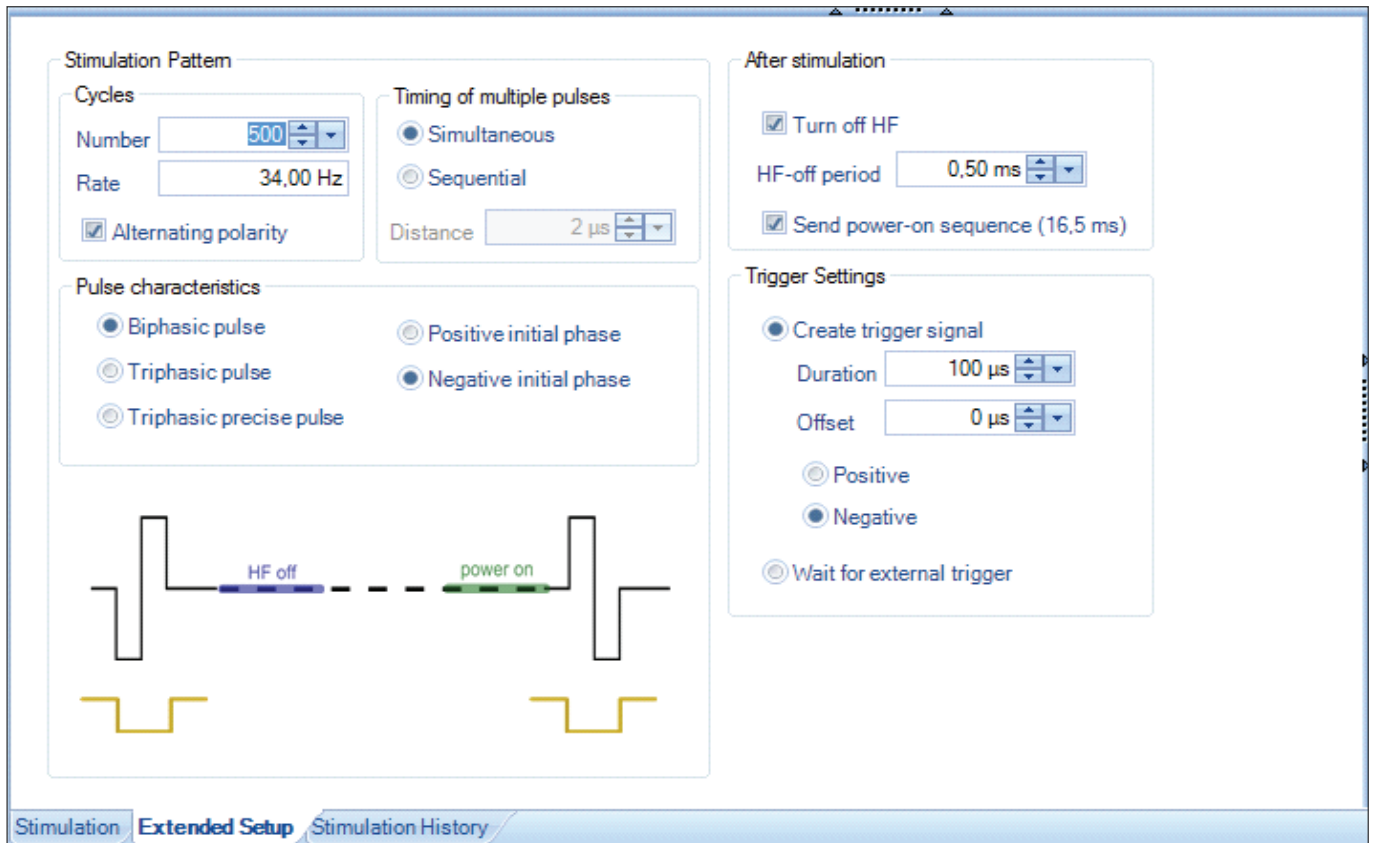 Stimulation Pattern
Cycles
Number 500
Rate 34,00 Hz
Alternating polarity
Timing of multiple pulses
Simultaneous
Sequential
Distance 2 µs
Pulse characteristics
Biphasic pulse
Triphasic pulse
Triphasic precise pulse
Positive initial phase
Negative initial phase
HF off
power on
After stimulation
Turn off HF
HF-off period 0,50 ms
Send power-on sequence (16,5 ms)
Trigger Settings
Create trigger signal
Duration 100 µs
Offset 0 µs
Positive
Negative
Wait for external trigger
Stimulation Extended Setup Stimulation History